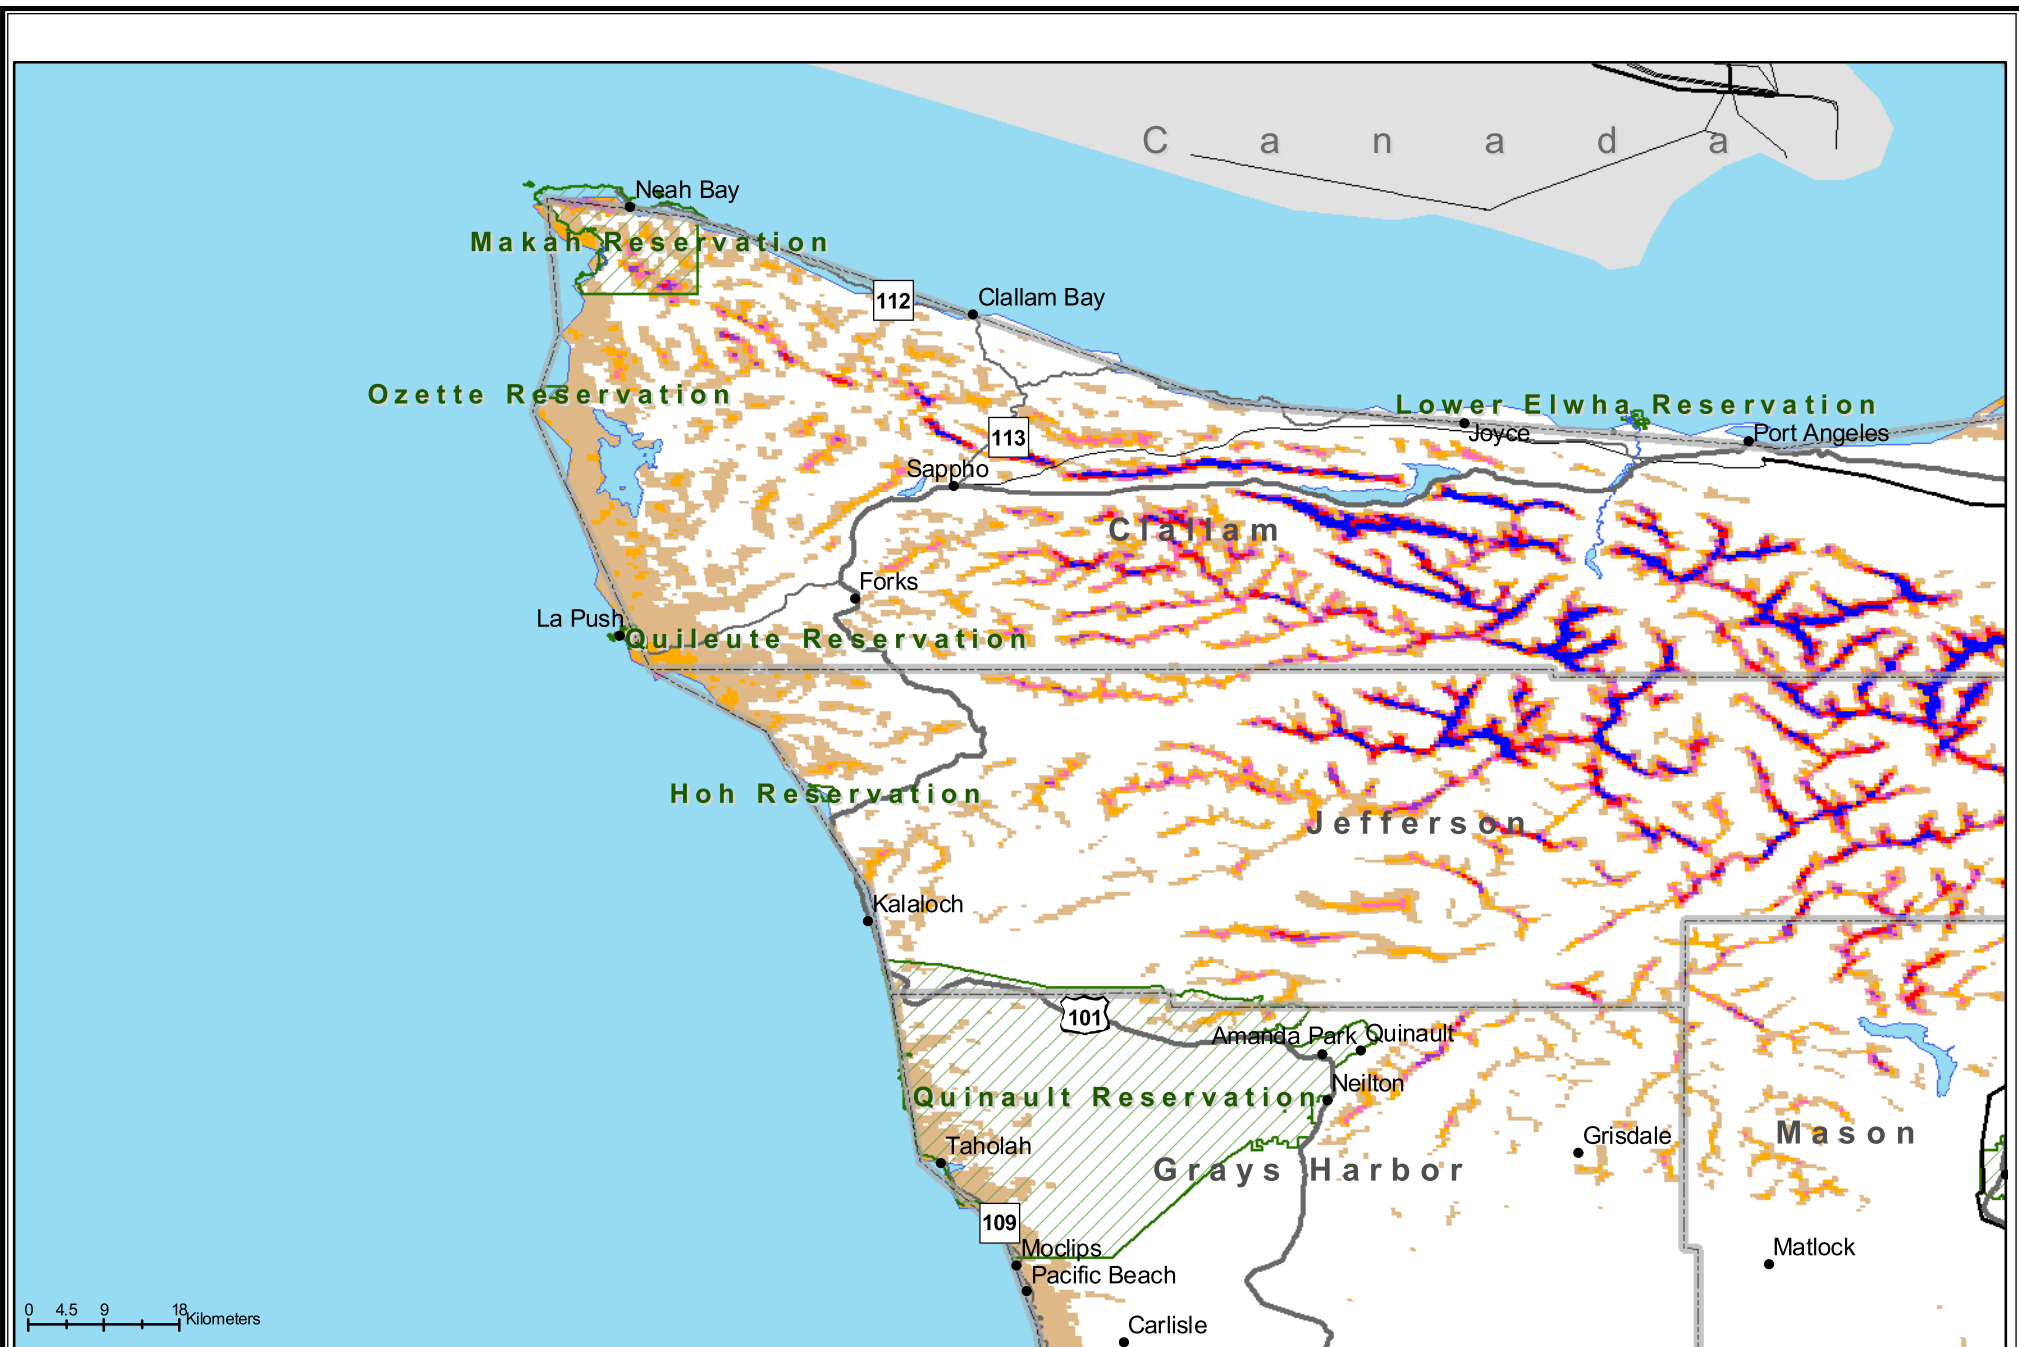 Canada
Neah Bay
Makah Reservation
112
Clallam Bay
Ozette Reservation
Lower Elwha Reservation
113
Joyce
Port Angeles
Sappho
Clallam
Forks
La Push
Quileute Reservation
Hoh Reservation
Jefferson
Kalaloch
101
Amanda Park
Quinault
Neilton
Quinault Reservation
Taholah
Grisdale
Mason
Grays Harbor
109
Moclips
Matlock
Pacific Beach
0 4.5 9 18
Kilometers
Carlisle